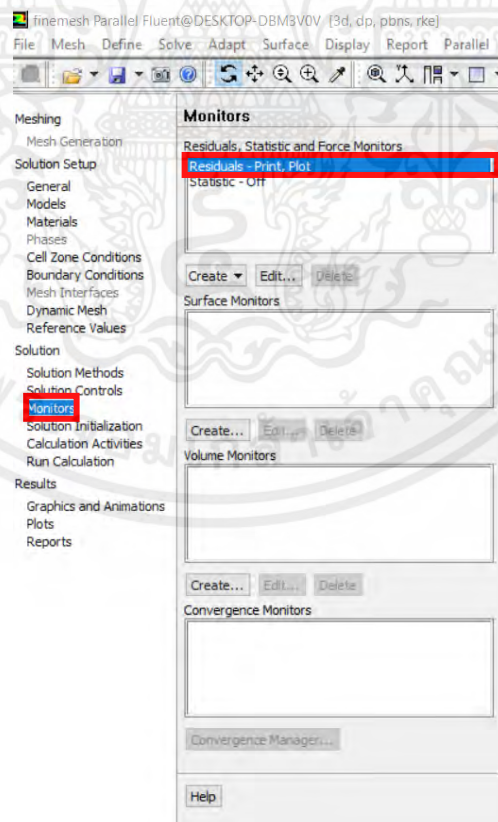 finemesh Parallel Fluent@DESKTOP-DBM3V0V [3d, dp, pbns, rke]
File Mesh Define Solve Adapt Surface Display Report Parallel
Meshing
Mesh Generation
Solution Setup
General
Models
Materials
Phases
Cell Zone Conditions
Boundary Conditions
Mesh Interfaces
Dynamic Mesh
Reference Values
Solution
Solution Methods
Solution Controls
Monitors
Solution Initialization
Calculation Activities
Run Calculation
Results
Graphics and Animations
Plots
Reports
Monitors
Residuals, Statistic and Force Monitors
Residuals - Print, Plot
Statistic - Off
Create Edit... Delete
Surface Monitors
Create... Edit... Delete
Volume Monitors
Create... Edit... Delete
Convergence Monitors
Convergence Manager...
Help